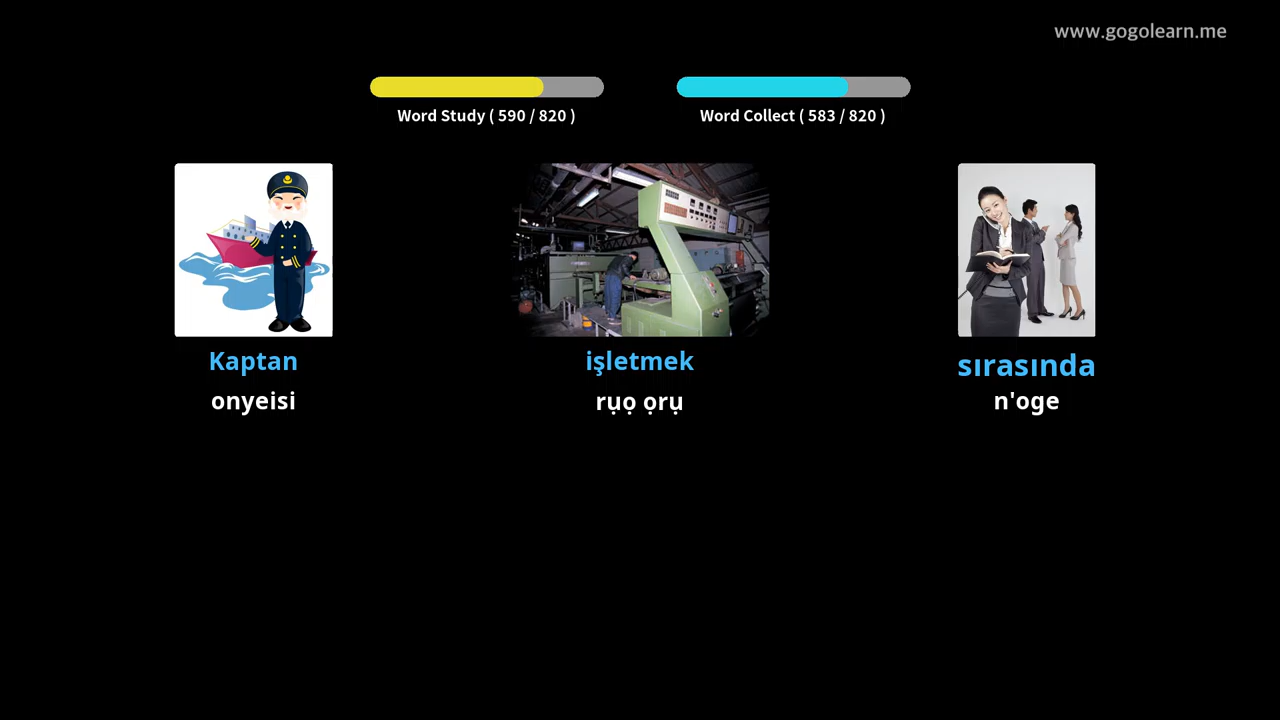 www.gogolearn.me
Word Study ( 590 / 820 )
Word Collect ( 583 / 820 )
Kaptan
işletmek
sırasında
onyeisi
rụọ ọrụ
n'oge